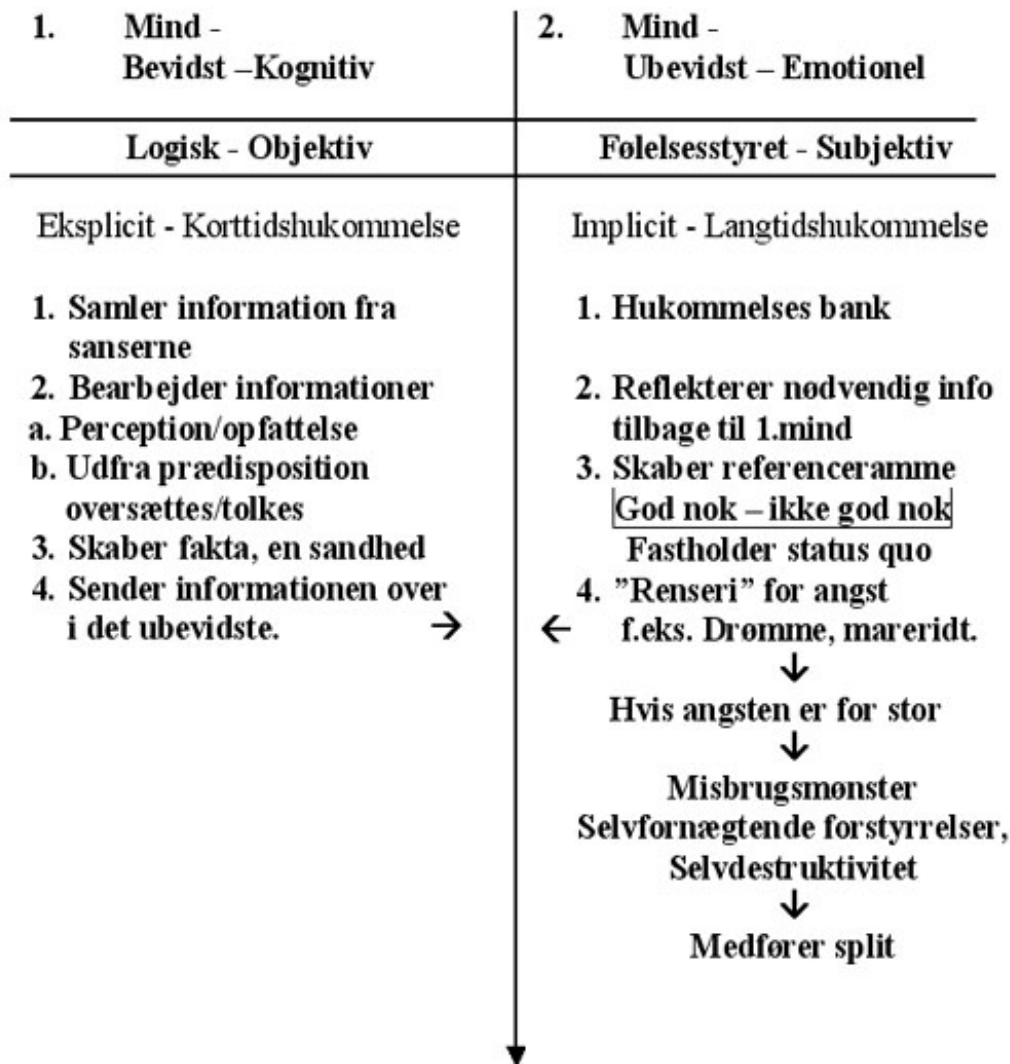 1. Mind -
Bevidst –Kognitiv
Logisk - Objektiv
Eksplicit - Korttidshukommelse
1. Samler information fra
sanserne
2. Bearbejder informationer
a. Perception/opfattelse
b. Udfra prædisposition
oversættes/tolkes
3. Skaber fakta, en sandhed
4. Sender informationen over
i det ubevidste. →
2. Mind -
Ubevidst – Emotionel
Følelsesstyret - Subjektiv
Implicit - Langtidshukommelse
1. Hukommelses bank
2. Reflekterer nødvendig info
tilbage til 1.mind
3. Skaber referenceramme
God nok – ikke god nok
Fastholder status quo
4. ”Renseri” for angst
← f.eks. Drømme, mareridt.
↓
Hvis angsten er for stor
↓
Misbrugsmønster
Selvfornægtende forstyrrelser,
Selvdestruktivitet
↓
Medfører split